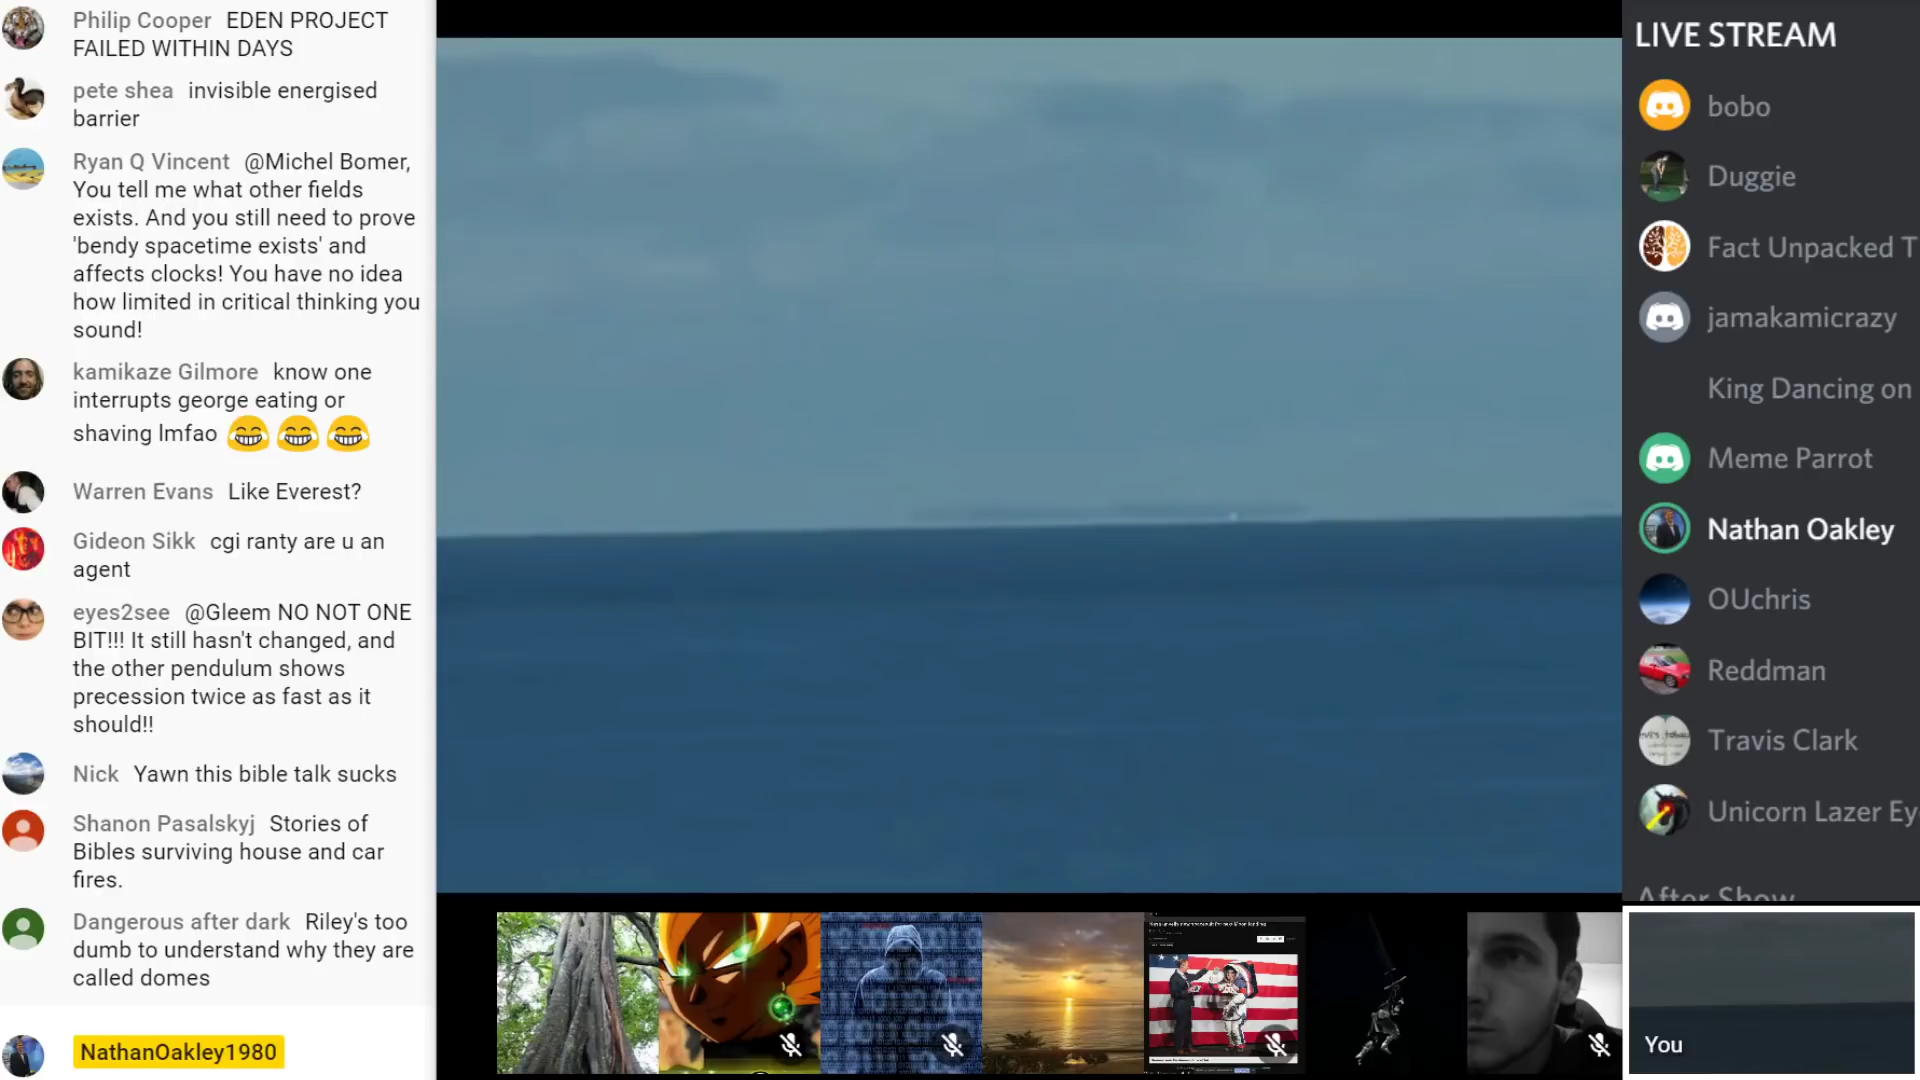 Philip Cooper EDEN PROJECT
FAILED WITHIN DAYS
pete shea invisible energised
barrier
Ryan Q Vincent @Michel Bomer,
You tell me what other fields
exists. And you still need to prove
'bendy spacetime exists' and
affects clocks! You have no idea
how limited in critical thinking you
sound!
kamikaze Gilmore know one
interrupts george eating or
shaving lmfao
Warren Evans Like Everest?
Gideon Sikk cgi ranty are u an
agent
eyes2see @Gleem NO NOT ONE
BIT!!! It still hasn't changed, and
the other pendulum shows
precession twice as fast as it
should!!
Nick Yawn this bible talk sucks
Shanon Pasalskyj Stories of
Bibles surviving house and car
fires.
Dangerous after dark Riley's too
dumb to understand why they are
called domes
NathanOakley1980
LIVE STREAM
bobo
Duggie
Fact Unpacked T
jamakamicrazy
King Dancing on
Meme Parrot
Nathan Oakley
OUchris
Reddman
Travis Clark
Unicorn Lazer Ey
After Show
You